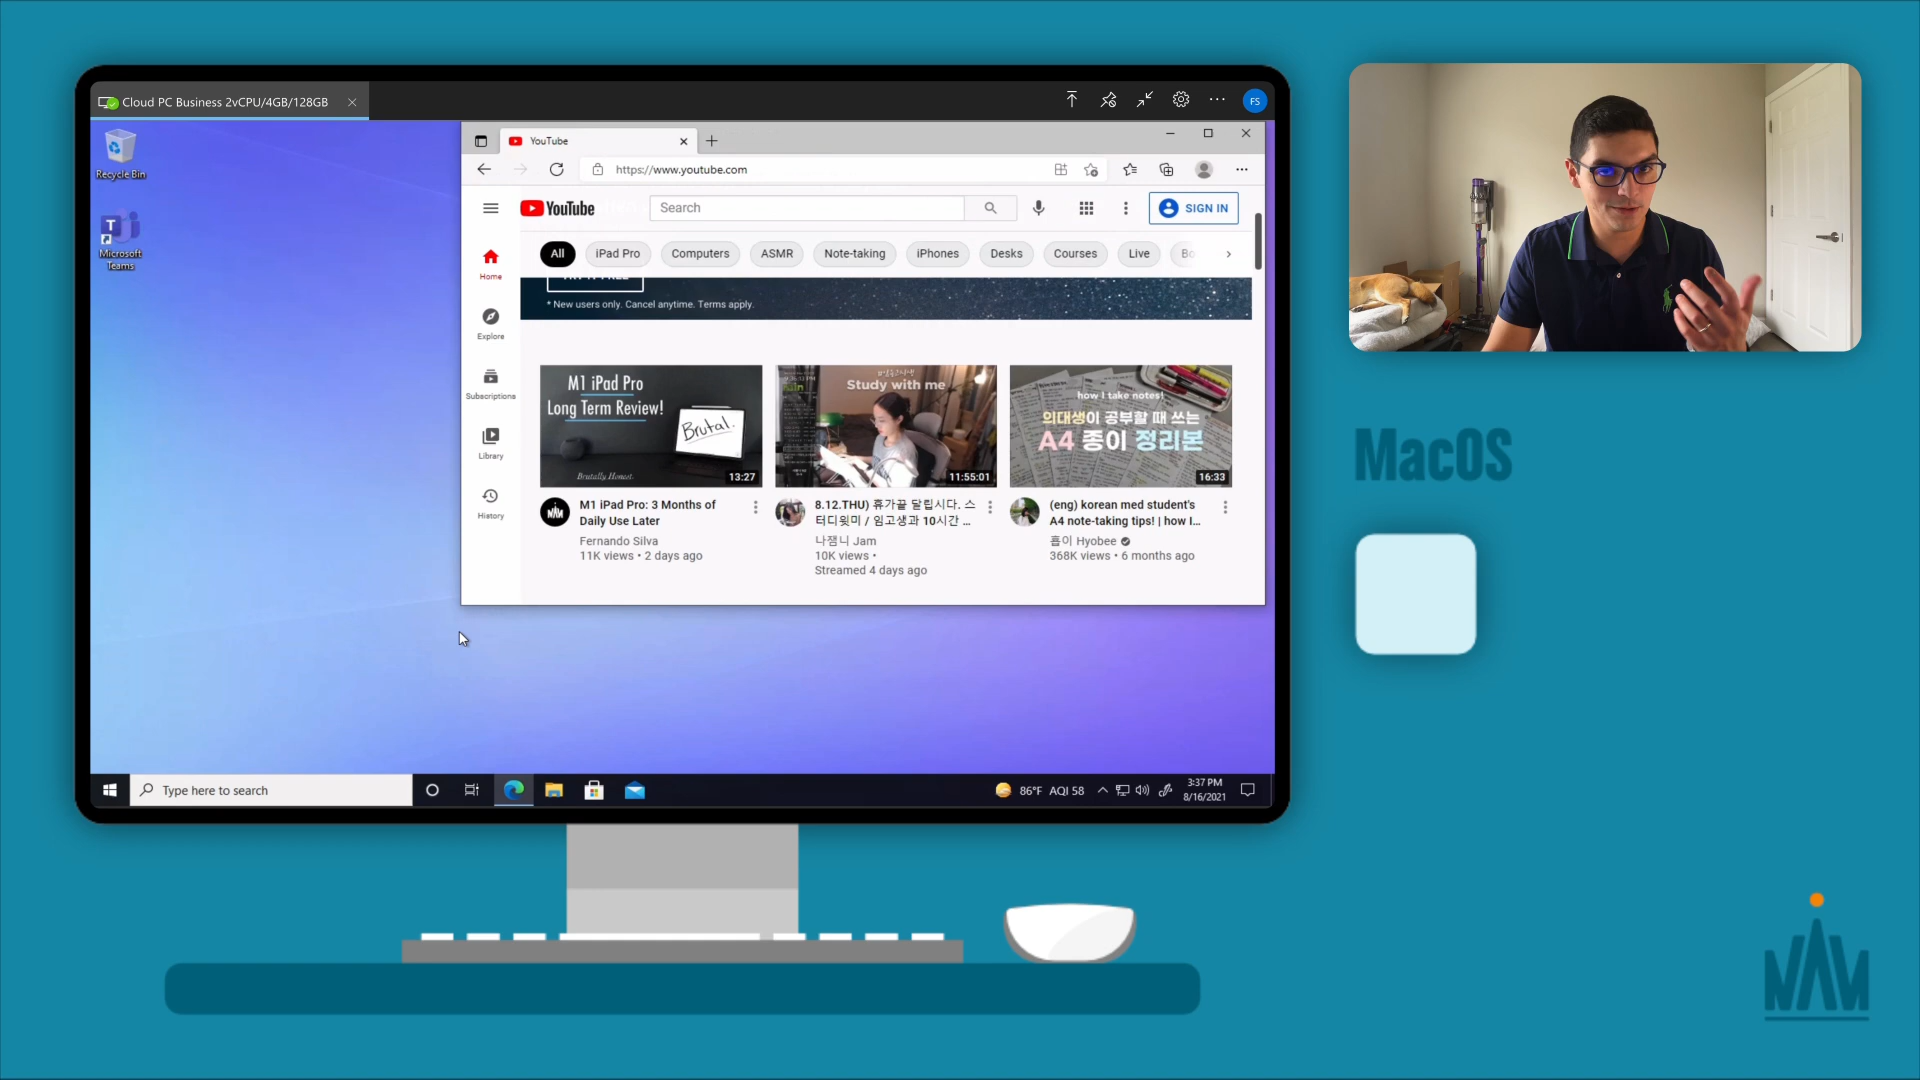 Cloud PC Business 2vCPU/4GB/128GB
FS
Recycle Bin
Microsoft
Teams
YouTube
https://www.youtube.com
YouTube
Search
SIGN IN
All
iPad Pro
Computers
ASMR
Note-taking
iPhones
Desks
Courses
Live
Home
Explore
Subscriptions
Library
History
* New users only. Cancel anytime. Terms apply.
M1 iPad Pro
Long Term Review!
Brutal.
Brutally Honest.
13:27
M1 iPad Pro: 3 Months of
Daily Use Later
Fernando Silva
11K views • 2 days ago
Study with me
11:55:01
8.12.THU) 휴가끝 달립시다. 스
터디윗미 / 임고생과 10시간 ...
나잼니 Jam
10K views •
Streamed 4 days ago
how I take notes!
의대생이 공부할 때 쓰는
A4 종이 정리본
16:33
(eng) korean med student's
A4 note-taking tips! | how I...
흡이 Hyobee
368K views • 6 months ago
Type here to search
86°F AQI 58
3:37 PM
8/16/2021
MacOS